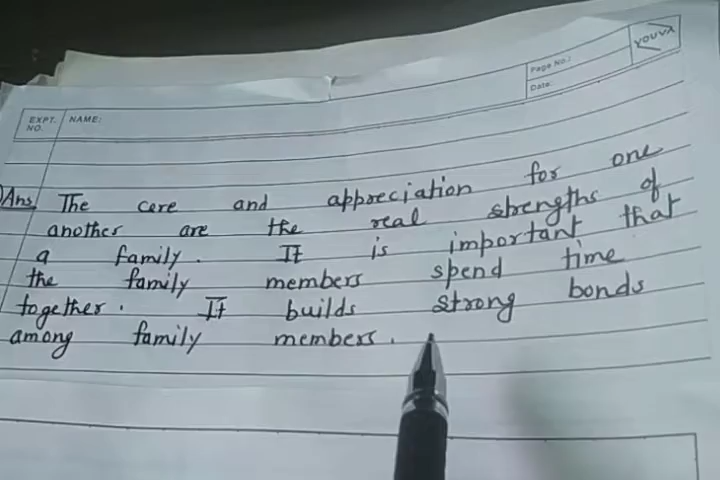 YOUVA
Page No.:
Date:
EXPT. NO.
NAME:
Ans The care and appreciation for one
another are the real strengths of
a family. It is important that
the family members spend time
together. It builds strong bonds
among family members.